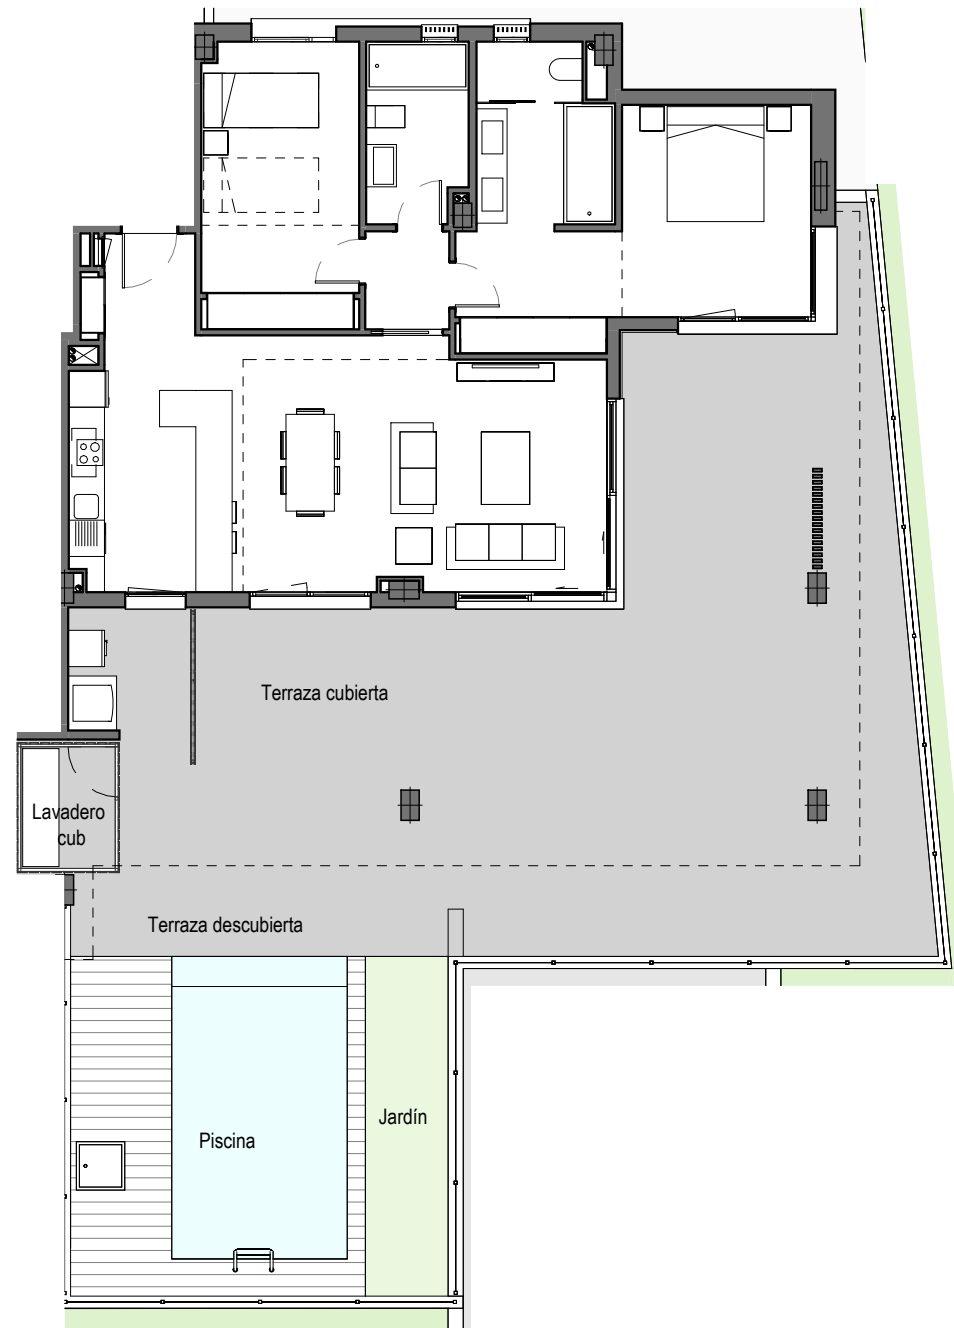 Terraza cubierta
Lavadero
cub
Terraza descubierta
Jardín
Piscina